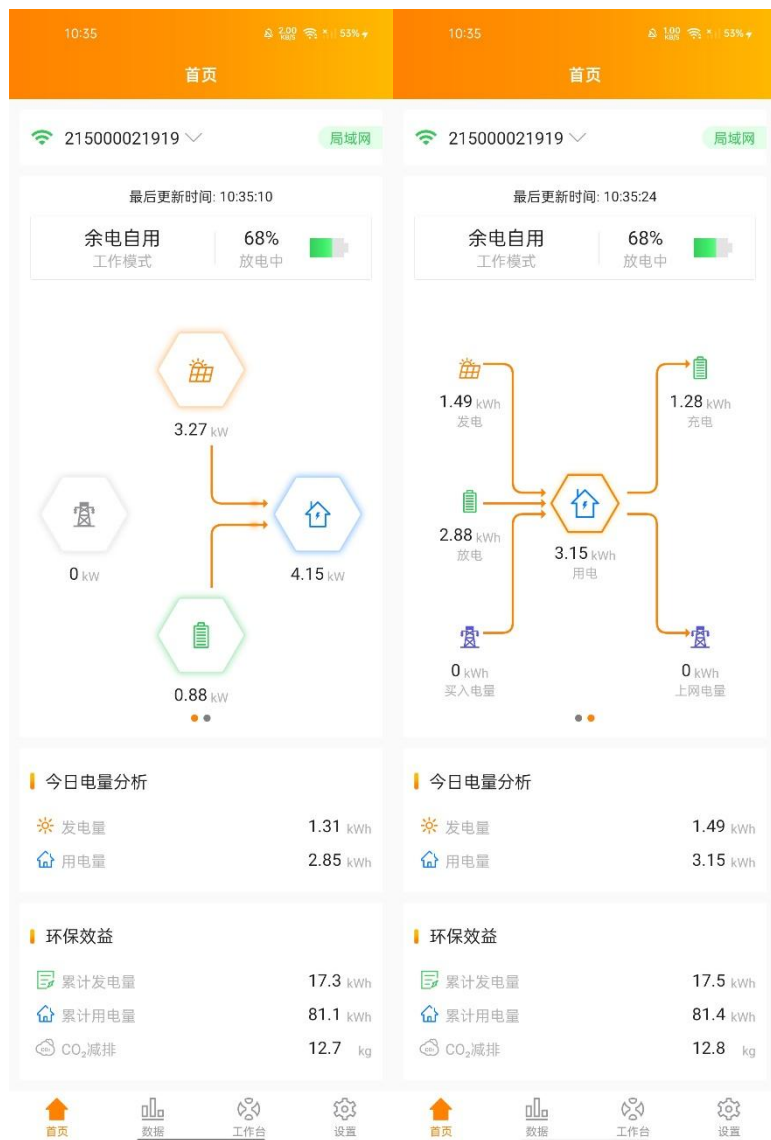 10:35
2.00 KB/S
53%
首页
215000021919
局域网
最后更新时间: 10:35:10
余电自用
68%
工作模式
放电中
3.27 kW
0 kW
4.15 kW
0.88 kW
今日电量分析
发电量
1.31 kWh
用电量
2.85 kWh
环保效益
累计发电量
17.3 kWh
累计用电量
81.1 kWh
CO₂减排
12.7 kg
首页
数据
工作台
设置
10:35
1.00 KB/S
53%
首页
215000021919
局域网
最后更新时间: 10:35:24
余电自用
68%
工作模式
放电中
1.49 kWh
发电
1.28 kWh
充电
2.88 kWh
放电
3.15 kWh
用电
0 kWh
买入电量
0 kWh
上网电量
今日电量分析
发电量
1.49 kWh
用电量
3.15 kWh
环保效益
累计发电量
17.5 kWh
累计用电量
81.4 kWh
CO₂减排
12.8 kg
首页
数据
工作台
设置